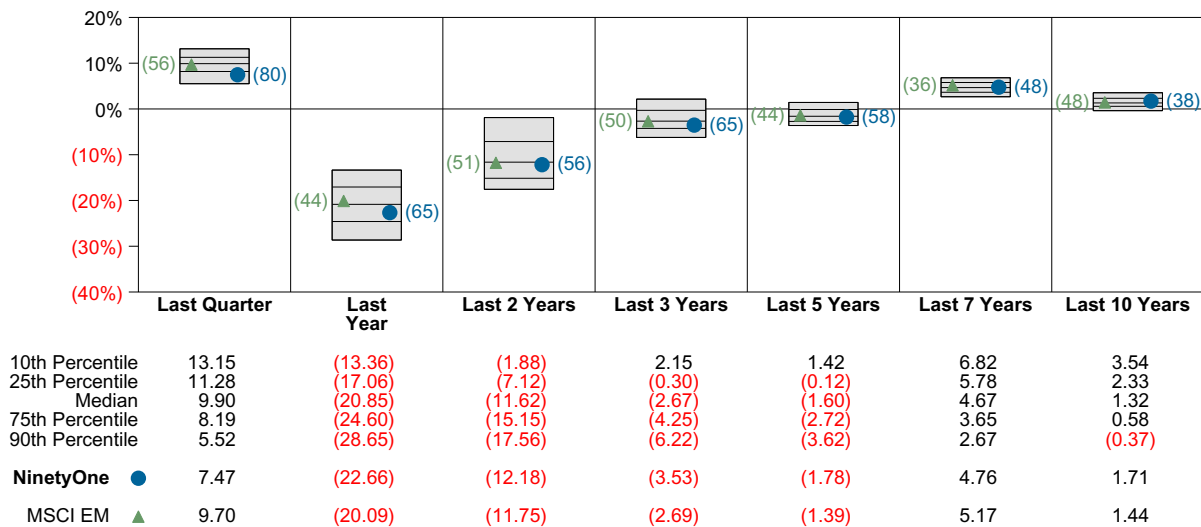 20%
10%
0%
(10%)
(20%)
(30%)
(40%)
(56) (80)
(44) (65)
(51) (56)
(50) (65)
(44) (58)
(36) (48)
(48) (38)
Last Quarter Last Year Last 2 Years Last 3 Years Last 5 Years Last 7 Years Last 10 Years
10th Percentile 13.15 (13.36) (1.88) 2.15 1.42 6.82 3.54
25th Percentile 11.28 (17.06) (7.12) (0.30) (0.12) 5.78 2.33
Median 9.90 (20.85) (11.62) (2.67) (1.60) 4.67 1.32
75th Percentile 8.19 (24.60) (15.15) (4.25) (2.72) 3.65 0.58
90th Percentile 5.52 (28.65) (17.56) (6.22) (3.62) 2.67 (0.37)
NinetyOne 7.47 (22.66) (12.18) (3.53) (1.78) 4.76 1.71
MSCI EM 9.70 (20.09) (11.75) (2.69) (1.39) 5.17 1.44